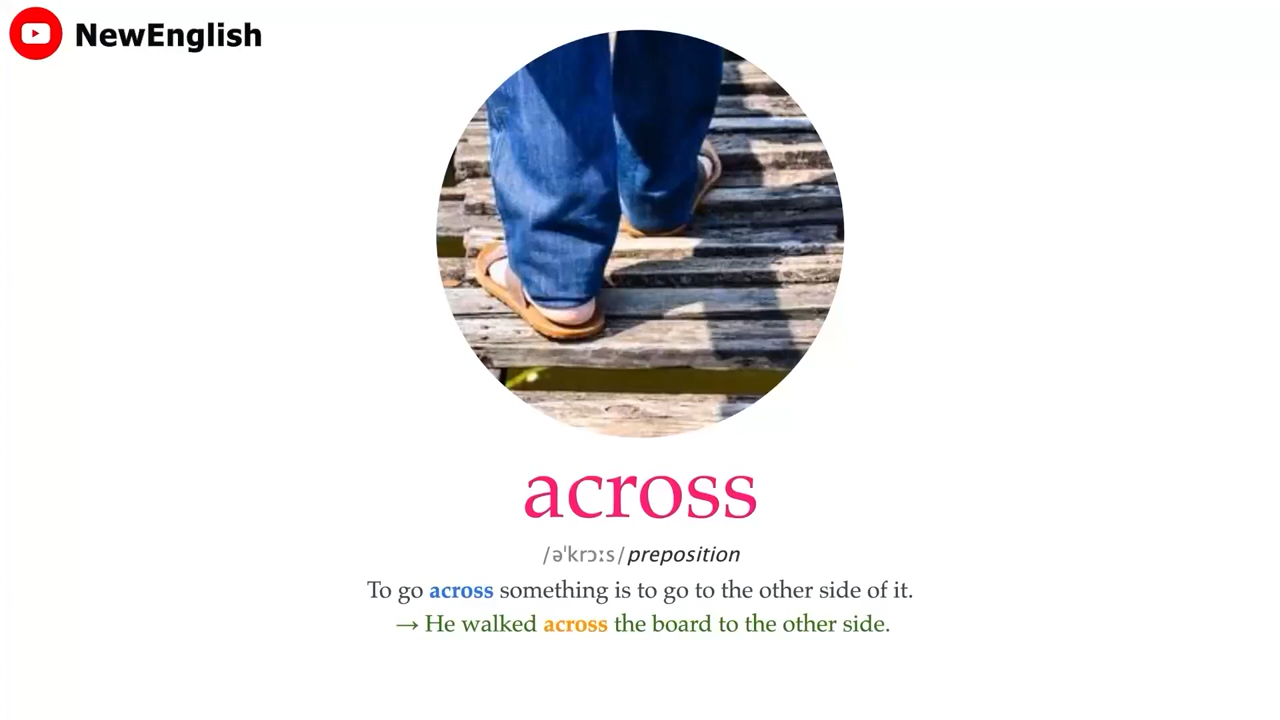 NewEnglish
across
/əˈkrɔːs/preposition
To go across something is to go to the other side of it.
→ He walked across the board to the other side.